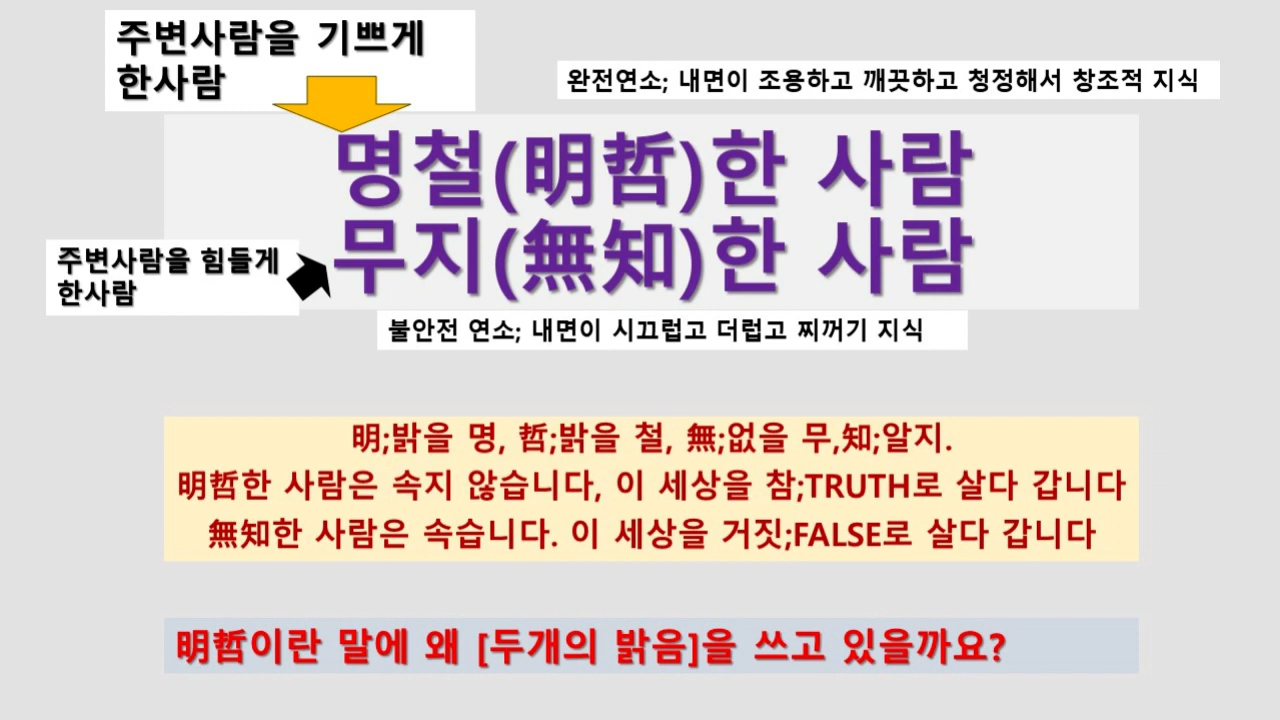 주변사람을 기쁘게
한사람
완전연소; 내면이 조용하고 깨끗하고 청정해서 창조적 지식
명철(明哲)한 사람
무지(無知)한 사람
주변사람을 힘들게
한사람
불안전 연소; 내면이 시끄럽고 더럽고 찌꺼기 지식
明;밝을 명, 哲;밝을 철, 無;없을 무,知;알지.
明哲한 사람은 속지 않습니다, 이 세상을 참;TRUTH로 살다 갑니다
無知한 사람은 속습니다. 이 세상을 거짓;FALSE로 살다 갑니다
明哲이란 말에 왜 [두개의 밝음]을 쓰고 있을까요?